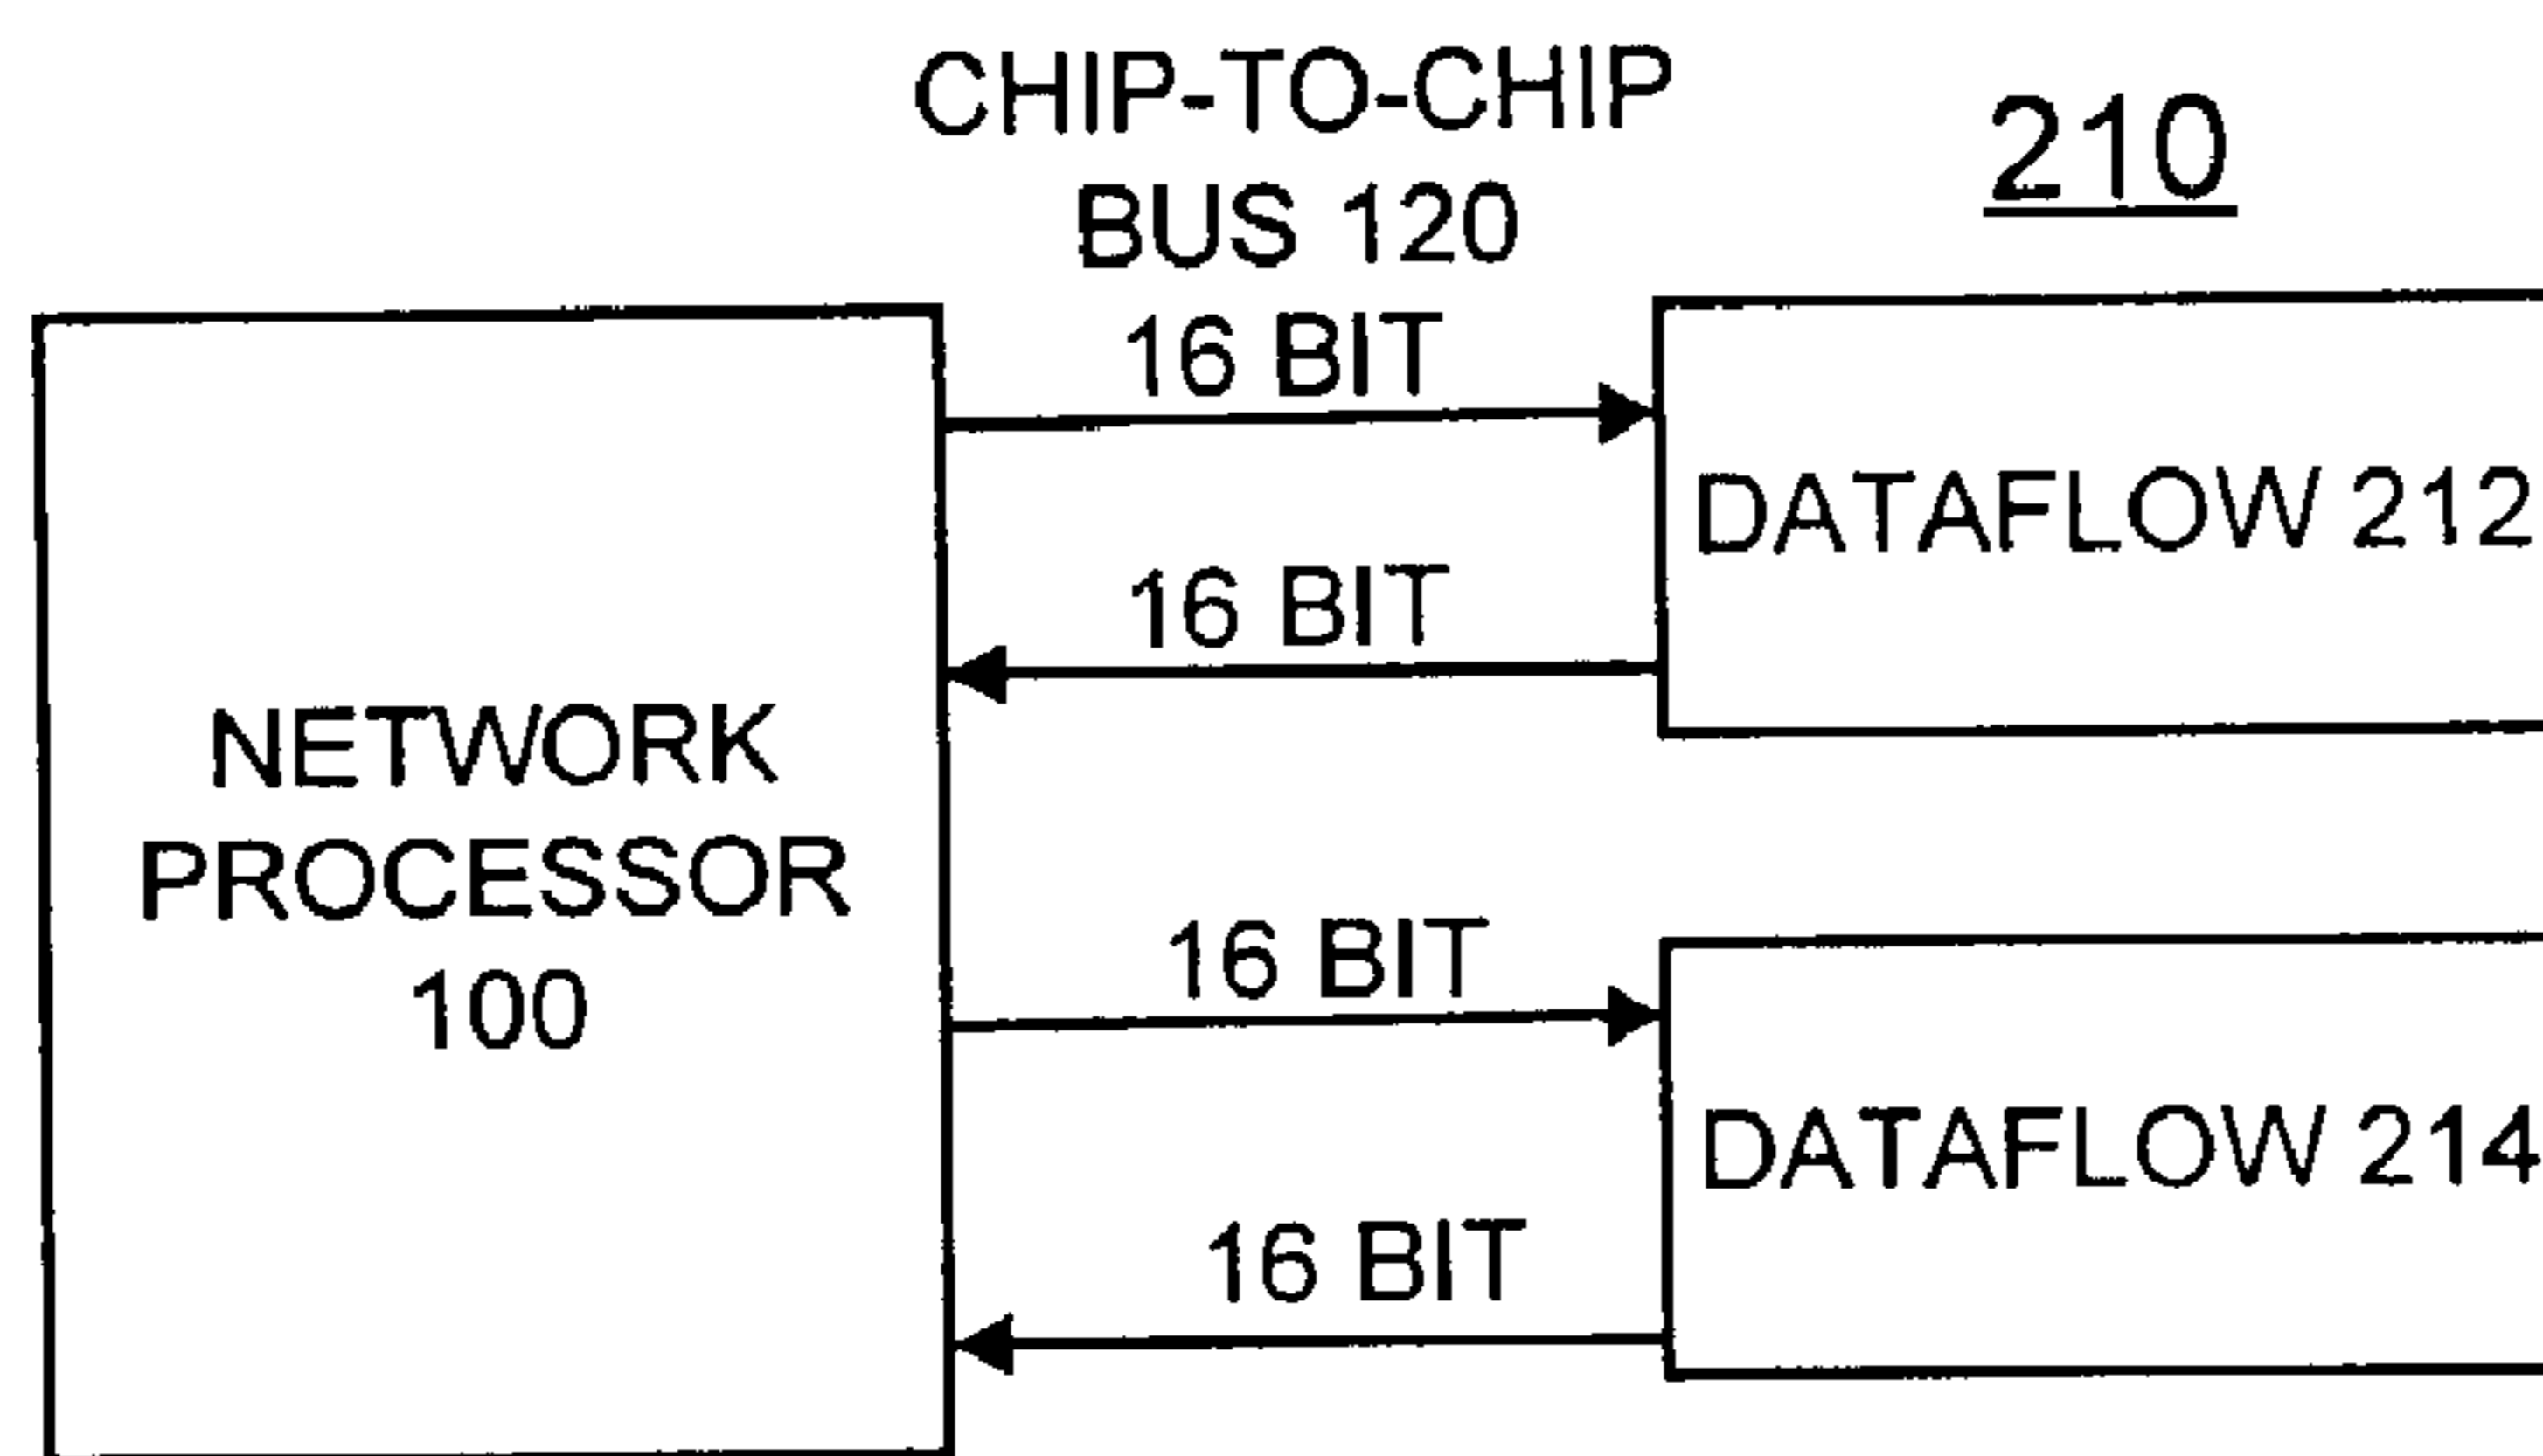 CHIP-TO-CHIP
BUS 120
210
16 BIT
DATAFLOW 212
16 BIT
NETWORK
PROCESSOR
100
16 BIT
DATAFLOW 214
16 BIT